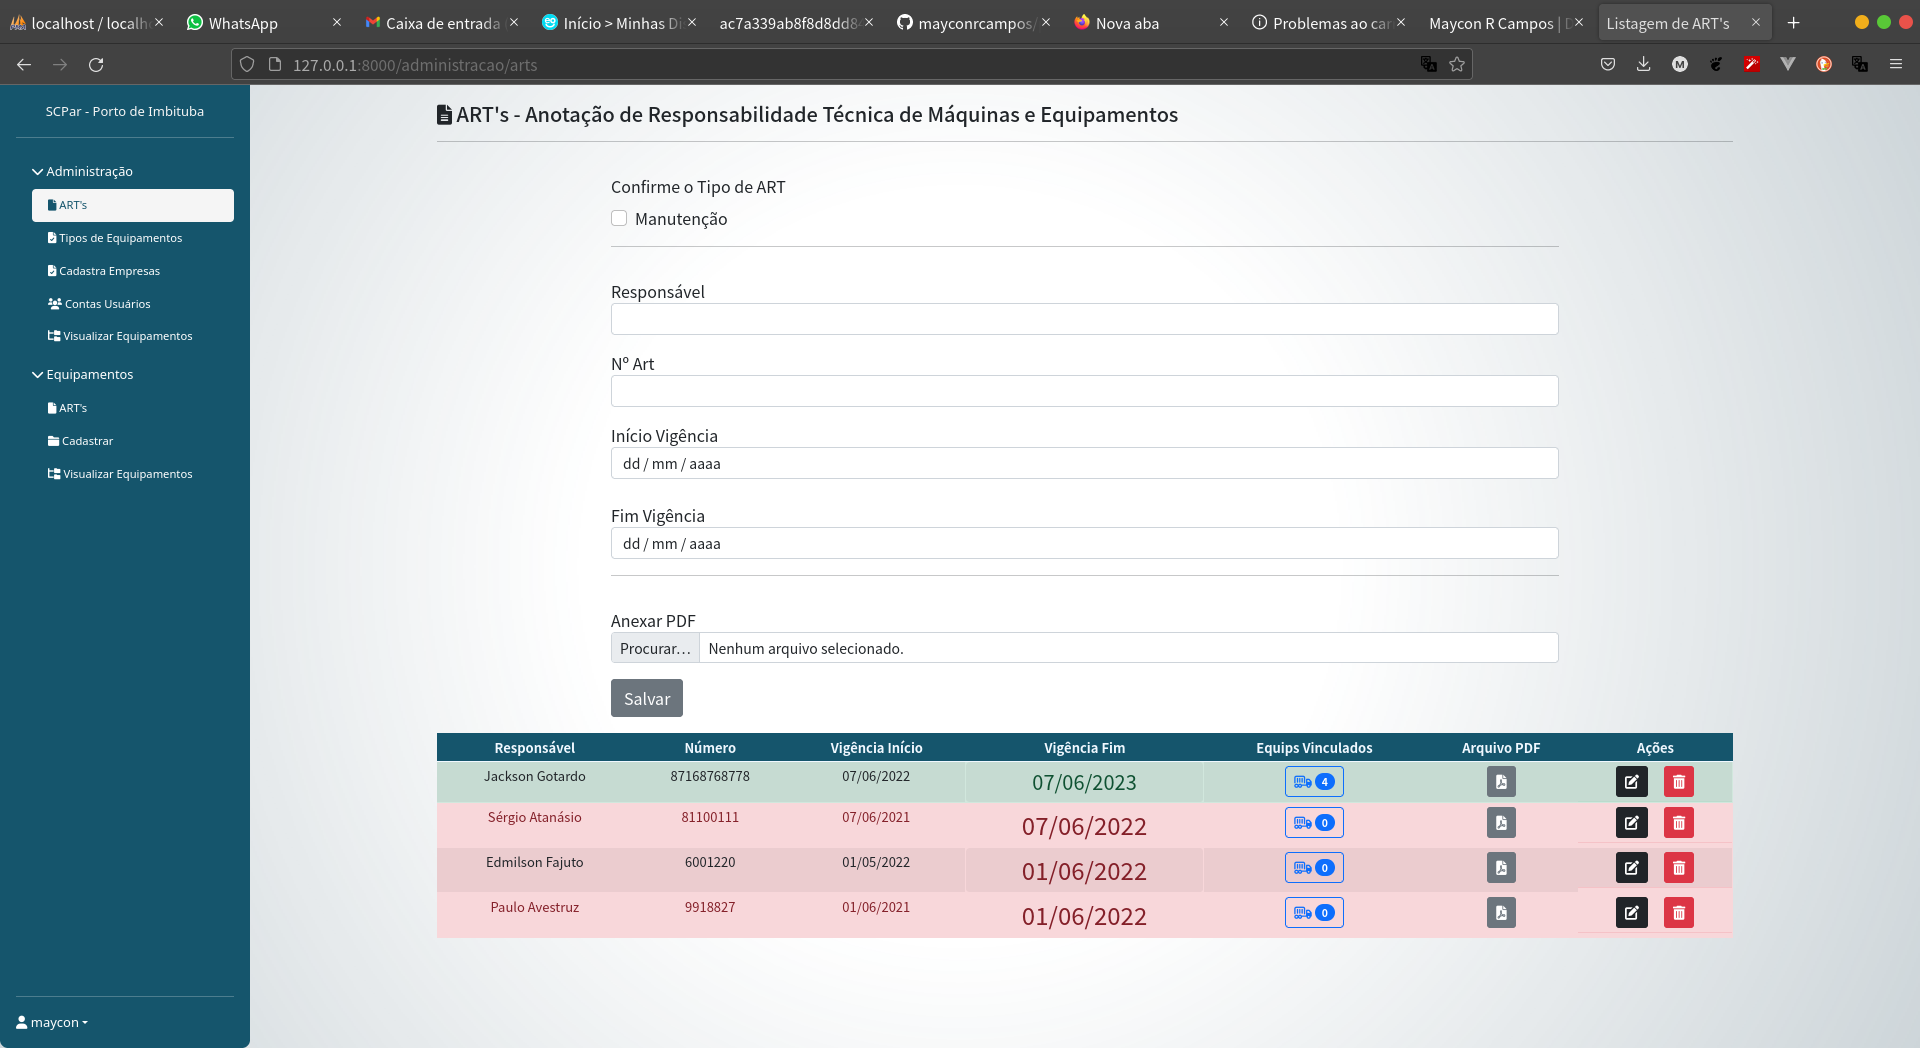 localhost / localh
WhatsApp
Caixa de entrada
Início > Minhas Di
ac7a339ab8f8d8dd8
mayconrcampos/
Nova aba
Problemas ao car
Maycon R Campos | D
Listagem de ART's
127.0.0.1:8000/administracao/arts
SCPar - Porto de Imbituba
Administração
ART's
Tipos de Equipamentos
Cadastra Empresas
Contas Usuários
Visualizar Equipamentos
Equipamentos
ART's
Cadastrar
Visualizar Equipamentos
maycon
ART's - Anotação de Responsabilidade Técnica de Máquinas e Equipamentos
Confirme o Tipo de ART
Manutenção
Responsável
Nº Art
Início Vigência
dd / mm / aaaa
Fim Vigência
dd / mm / aaaa
Anexar PDF
Procurar... Nenhum arquivo selecionado.
Salvar
Responsável Número Vigência Início Vigência Fim Equips Vinculados Arquivo PDF Ações
Jackson Gotardo 87168768778 07/06/2022 07/06/2023 4
Sérgio Atanásio 81100111 07/06/2021 07/06/2022 0
Edmilson Fajuto 6001220 01/05/2022 01/06/2022 0
Paulo Avestruz 9918827 01/06/2021 01/06/2022 0